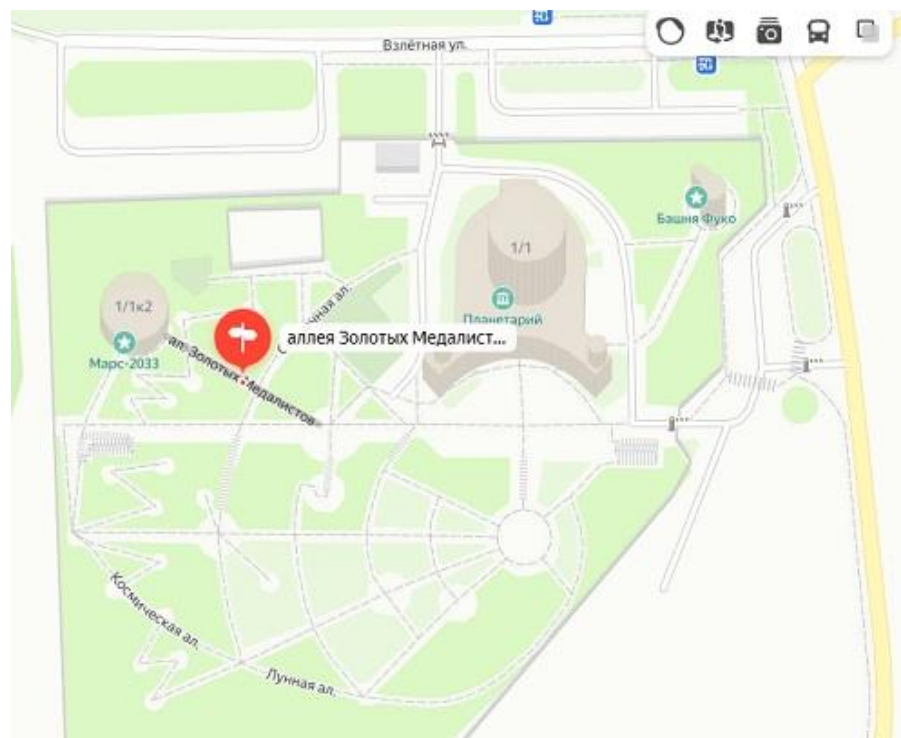 Взлётная ул.
Башня Фуко
1/1
Планетарий
1/1к2
Марс-2033
ал.
аллея Золотых Медалист...
ал. Золотых Медалистов
Космическая ал.
Лунная ал.